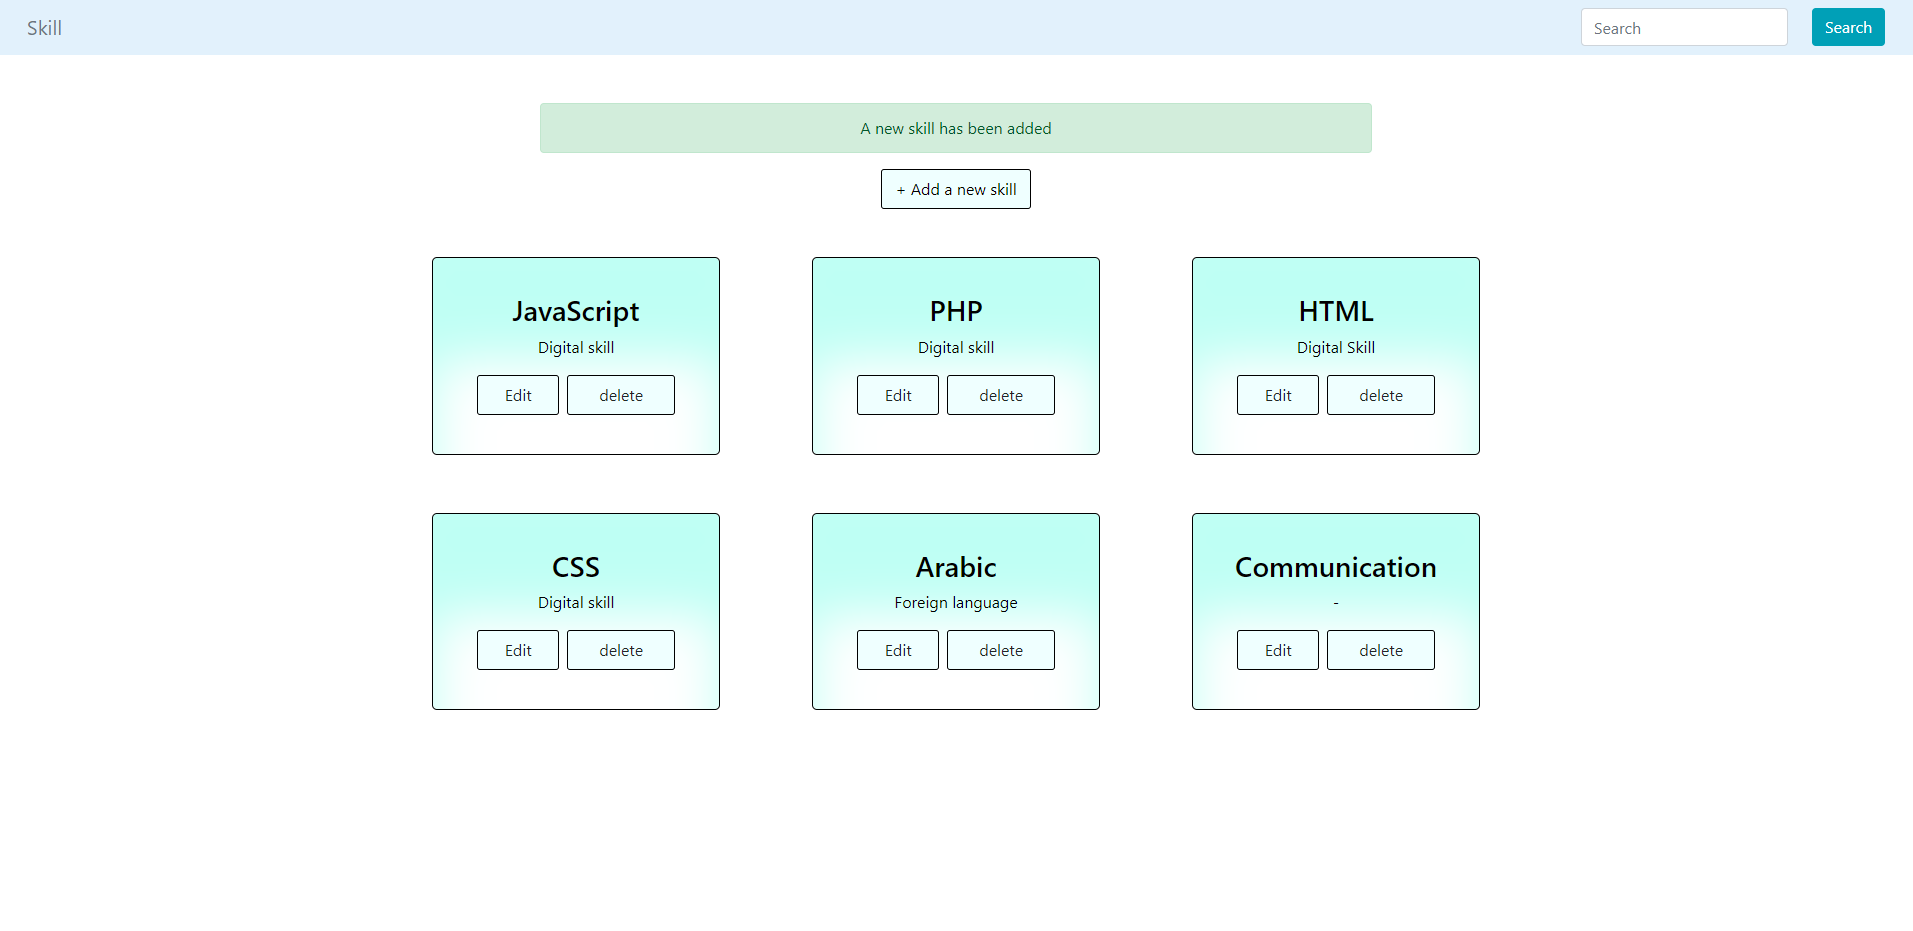 Skill
Search
Search
A new skill has been added
+ Add a new skill
JavaScript
Digital skill
Edit
delete
PHP
Digital skill
Edit
delete
HTML
Digital Skill
Edit
delete
CSS
Digital skill
Edit
delete
Arabic
Foreign language
Edit
delete
Communication
-
Edit
delete